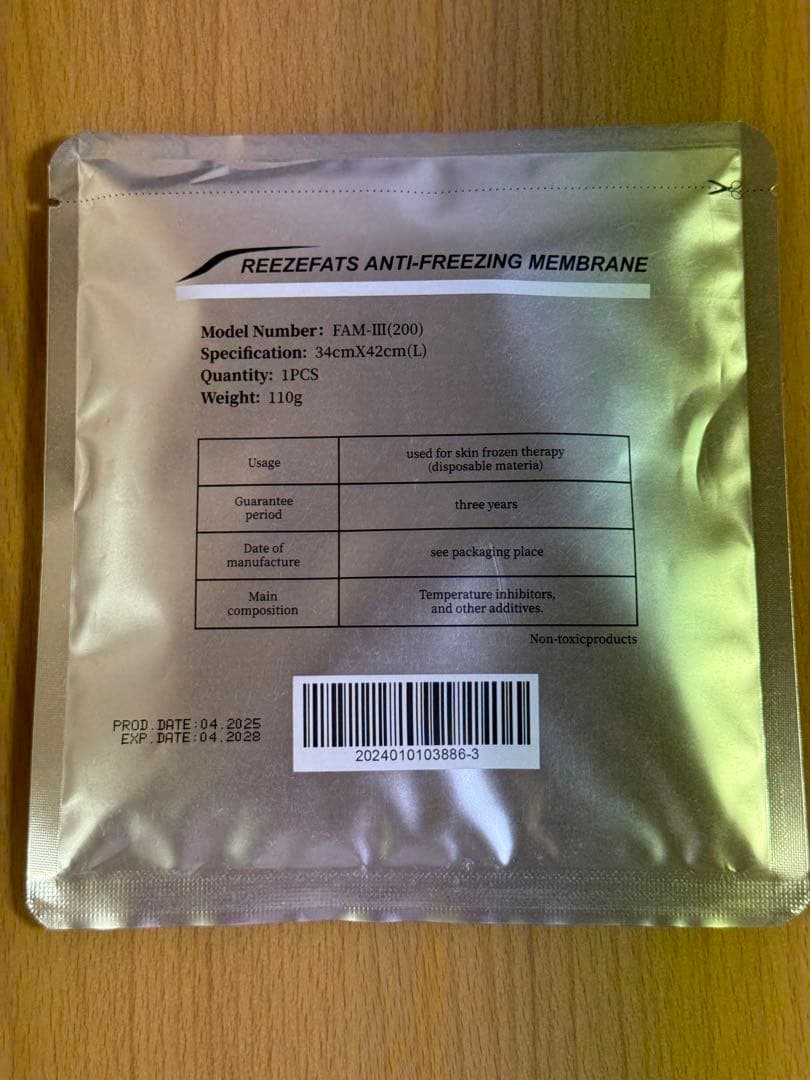 REEZEFATS ANTI-FREEZING MEMBRANE
Model Number: FAM-Ⅲ(200)
Specification: 34cmX42cm(L)
Quantity: 1PCS
Weight: 110g
Usage
used for skin frozen therapy
(disposable materia)
Guarantee
period
three years
Date of
manufacture
see packaging place
Main
composition
Temperature inhibitors,
and other additives.
Non-toxicproducts
PROD.DATE:04.2025
EXP.DATE:04.2028
2024010103886-3